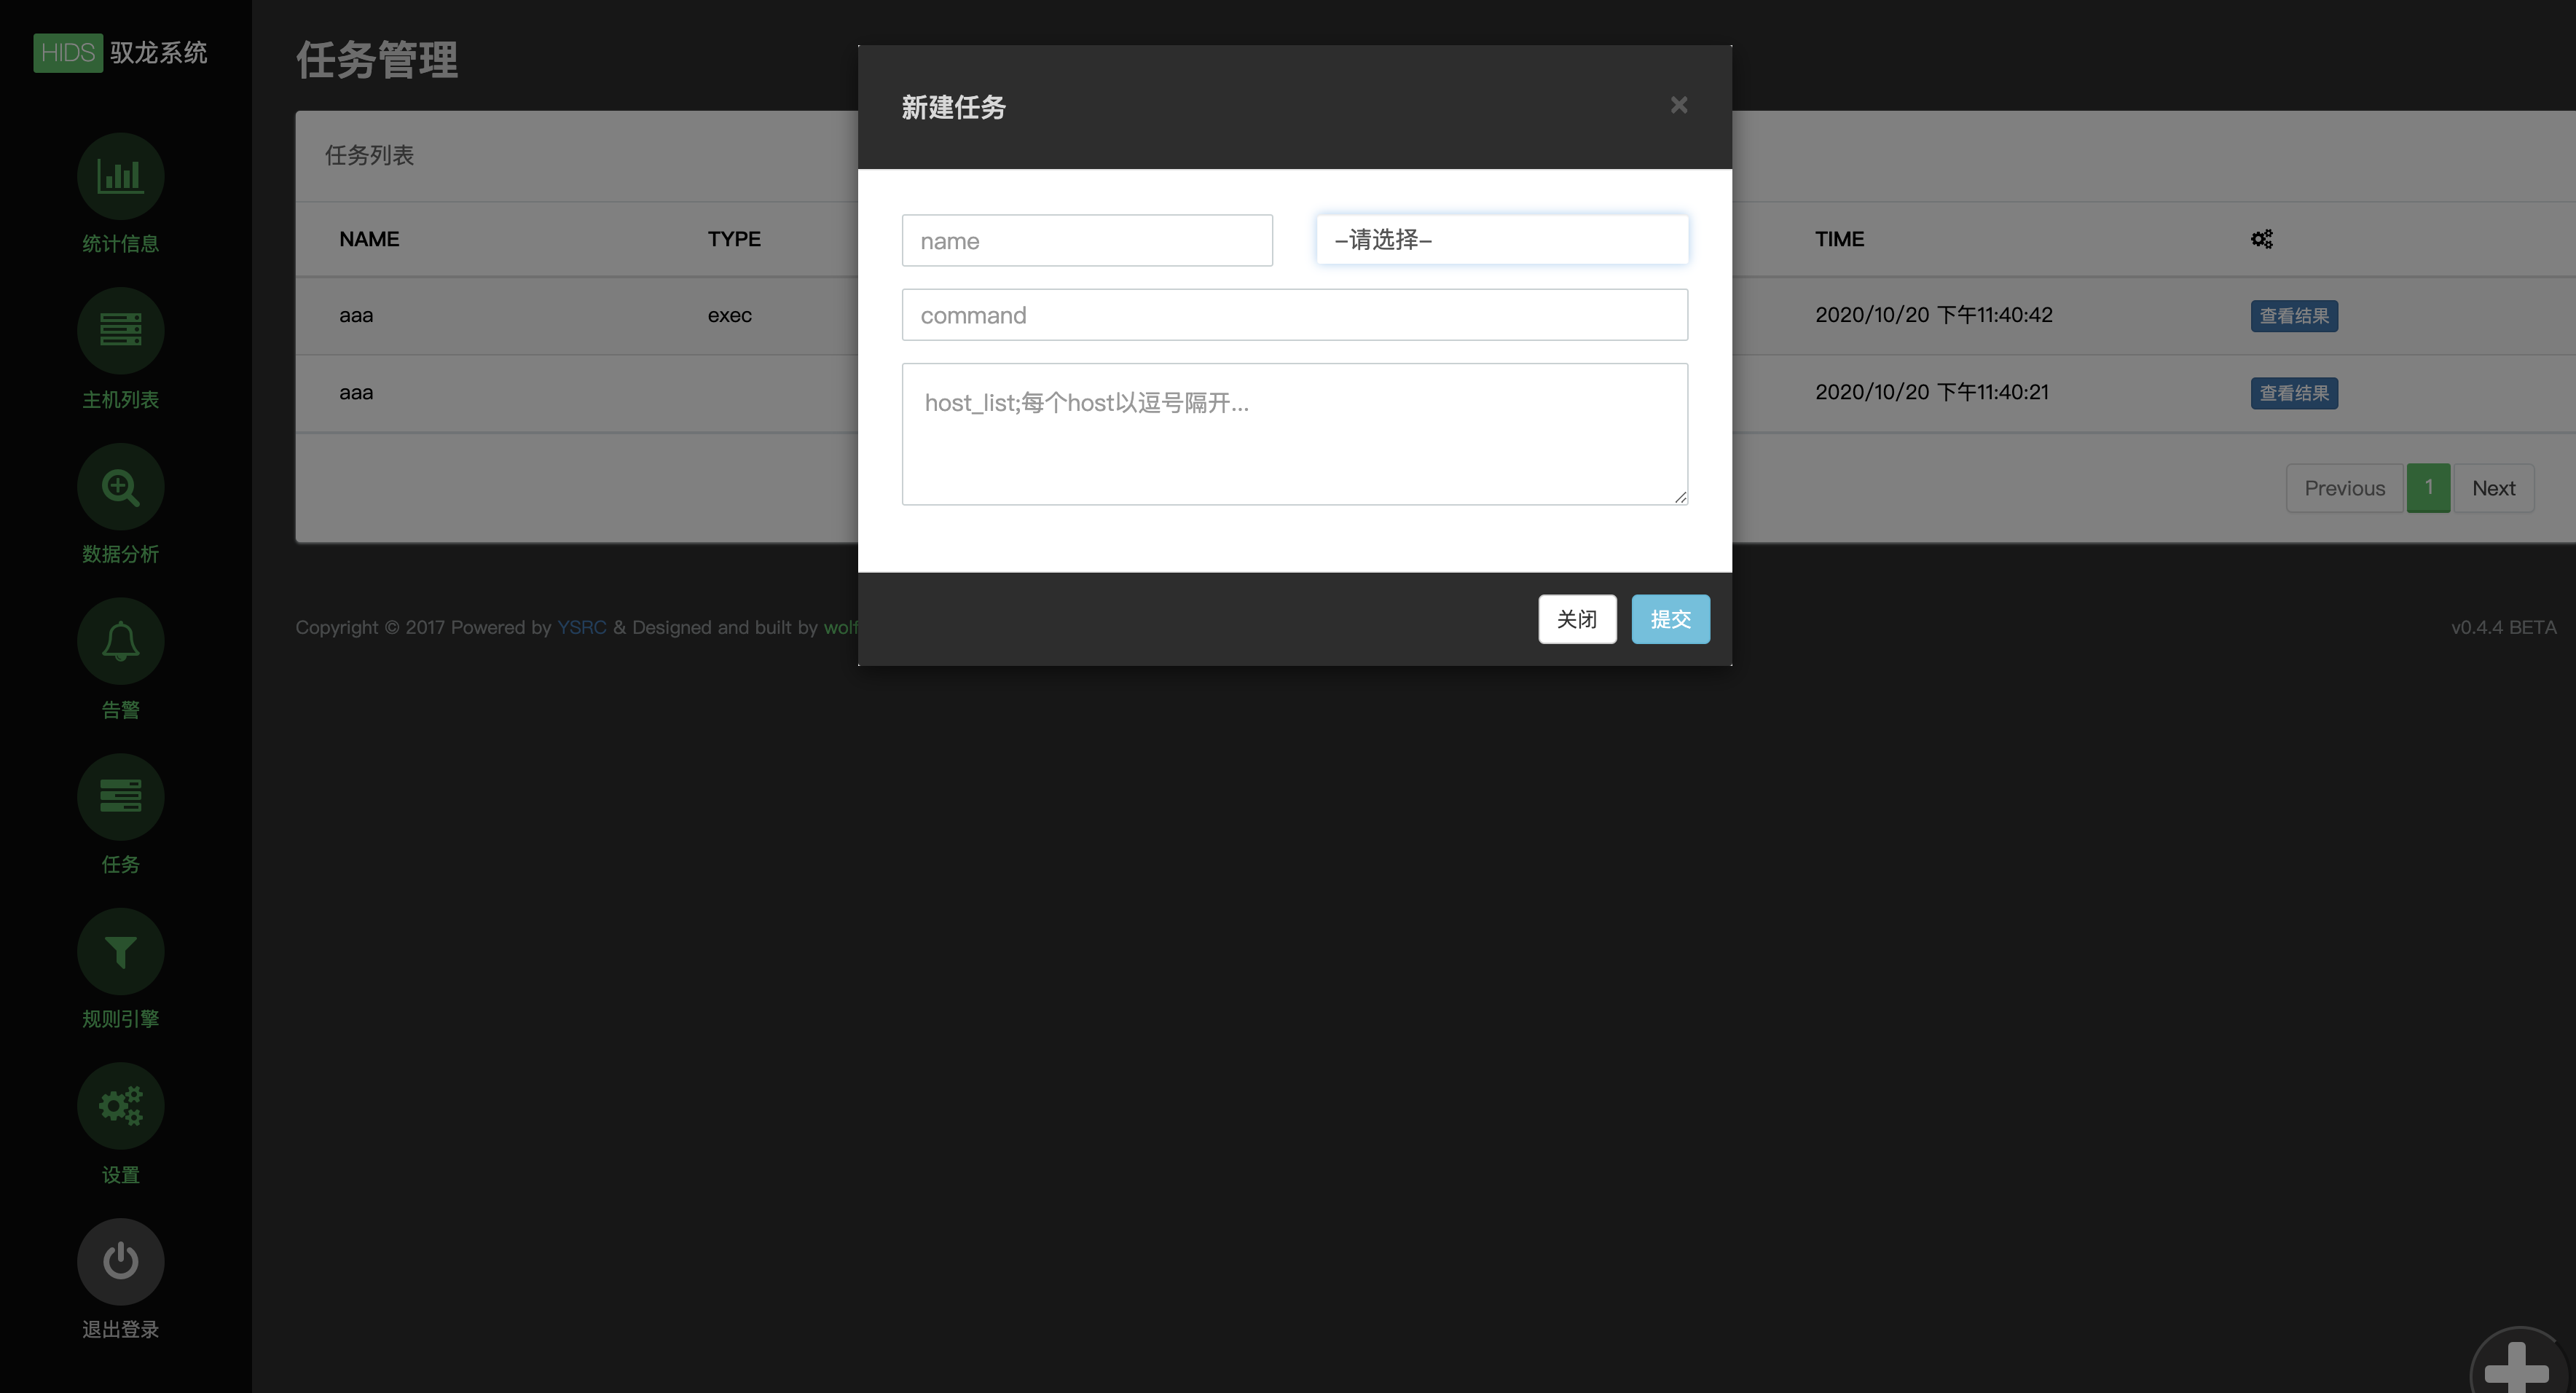 HIDS 驭龙系统
统计信息
主机列表
数据分析
告警
任务
规则引擎
设置
退出登录
任务管理
任务列表
NAME TYPE TIME
aaa exec 2020/10/20 下午11:40:42 查看结果
aaa 2020/10/20 下午11:40:21 查看结果
Previous 1 Next
Copyright © 2017 Powered by YSRC & Designed and built by wolf
v0.4.4 BETA
新建任务 ×
name -请选择-
command
host_list;每个host以逗号隔开...
关闭 提交